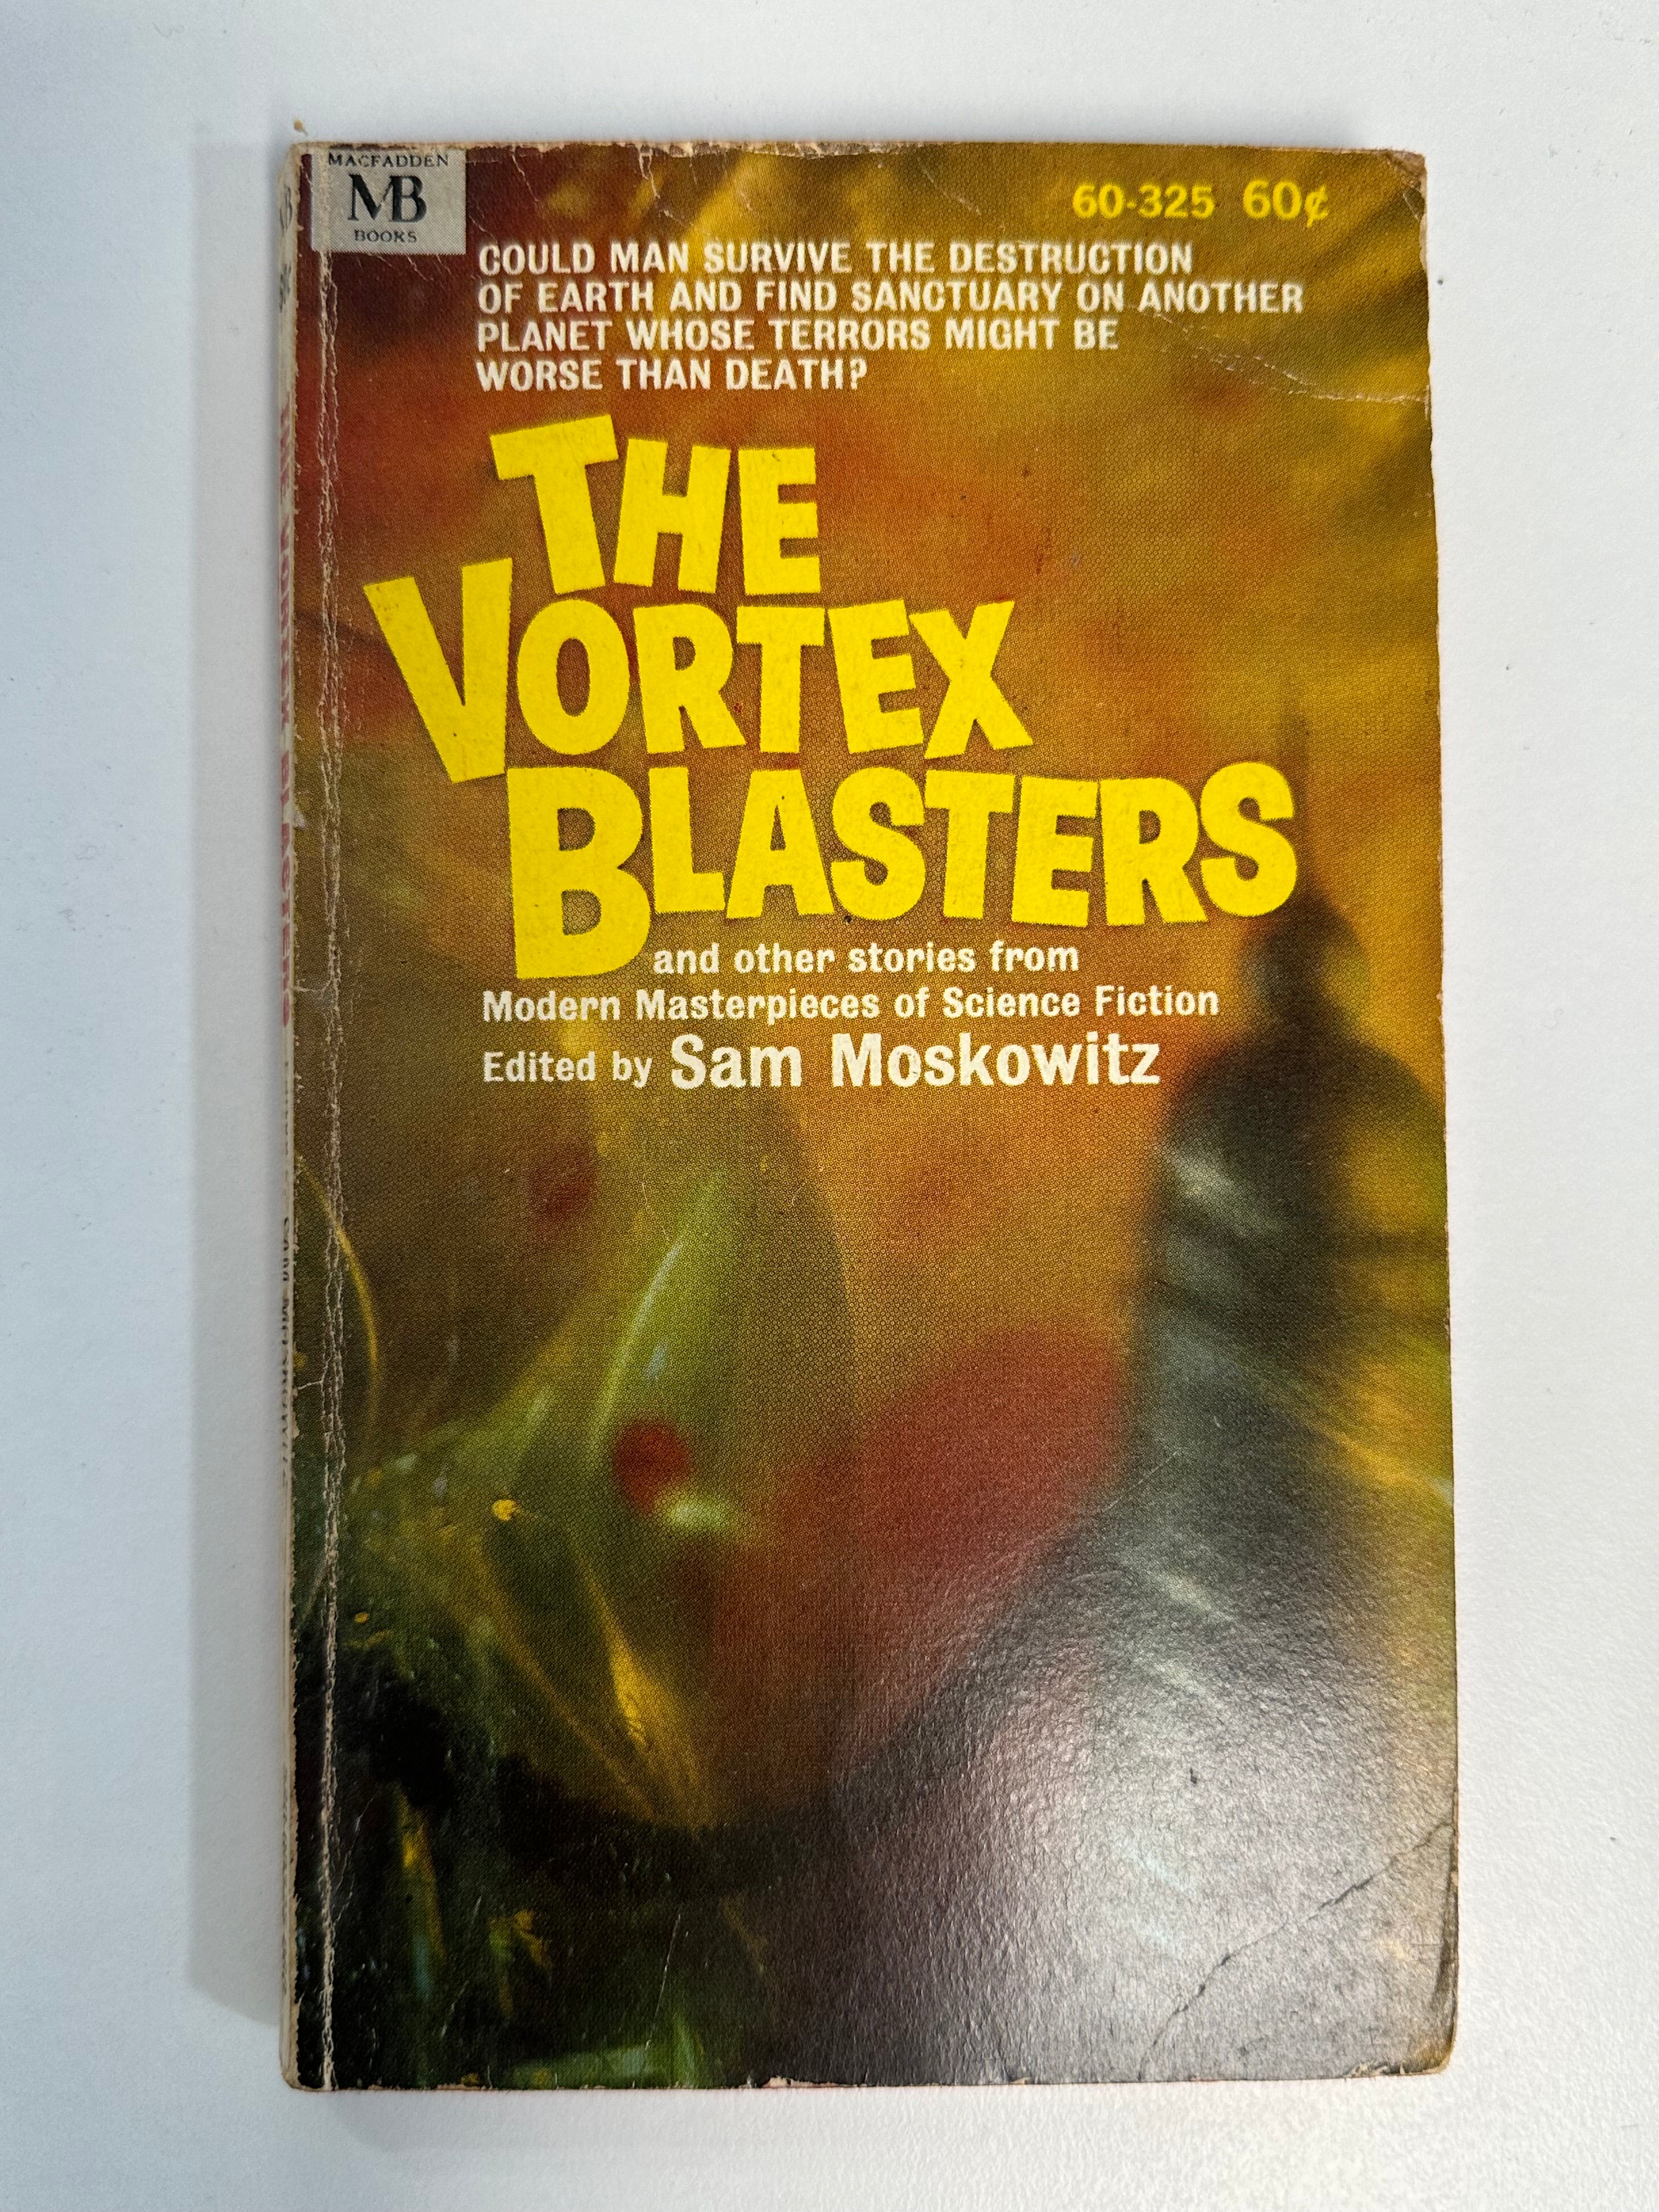 MACFADDEN
MB
BOOKS
60-325 60¢
COULD MAN SURVIVE THE DESTRUCTION
OF EARTH AND FIND SANCTUARY ON ANOTHER
PLANET WHOSE TERRORS MIGHT BE
WORSE THAN DEATH?
THE
VORTEX
BLASTERS
and other stories from
Modern Masterpieces of Science Fiction
Edited by Sam Moskowitz